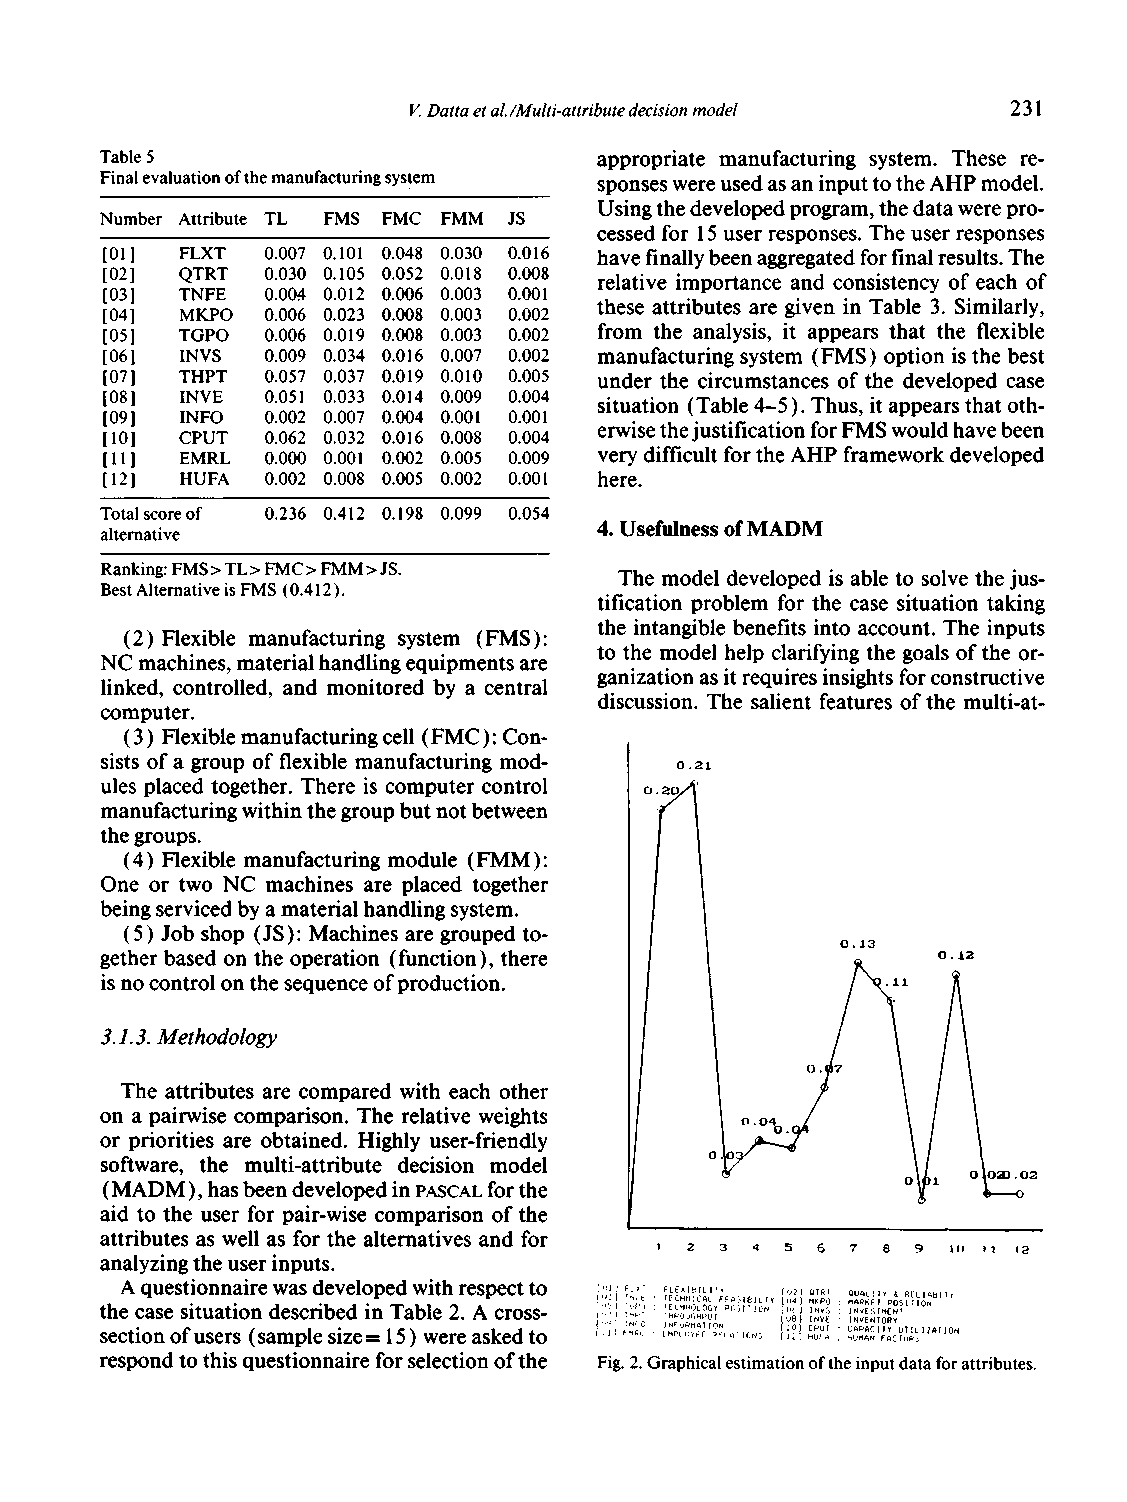 V. Datta et al./Multi-attribute decision model
231
Table 5
Final evaluation of the manufacturing system
Number Attribute TL FMS FMC FMM JS
[01] FLXT 0.007 0.101 0.048 0.030 0.016
[02] QTRT 0.030 0.105 0.052 0.018 0.008
[03] TNFE 0.004 0.012 0.006 0.003 0.001
[04] MKPO 0.006 0.023 0.008 0.003 0.002
[05] TGPO 0.006 0.019 0.008 0.003 0.002
[06] INVS 0.009 0.034 0.016 0.007 0.002
[07] THPT 0.057 0.037 0.019 0.010 0.005
[08] INVE 0.051 0.033 0.014 0.009 0.004
[09] INFO 0.002 0.007 0.004 0.001 0.001
[10] CPUT 0.062 0.032 0.016 0.008 0.004
[11] EMRL 0.000 0.001 0.002 0.005 0.009
[12] HUFA 0.002 0.008 0.005 0.002 0.001
Total score of 0.236 0.412 0.198 0.099 0.054
alternative
Ranking: FMS> TL> FMC> FMM> JS.
Best Alternative is FMS (0.412).
(2) Flexible manufacturing system (FMS):
NC machines, material handling equipments are
linked, controlled, and monitored by a central
computer.
(3) Flexible manufacturing cell (FMC): Con-
sists of a group of flexible manufacturing mod-
ules placed together. There is computer control
manufacturing within the group but not between
the groups.
(4) Flexible manufacturing module (FMM):
One or two NC machines are placed together
being serviced by a material handling system.
(5) Job shop (JS): Machines are grouped to-
gether based on the operation (function), there
is no control on the sequence of production.
3.1.3. Methodology
The attributes are compared with each other
on a pairwise comparison. The relative weights
or priorities are obtained. Highly user-friendly
software, the multi-attribute decision model
(MADM), has been developed in PASCAL for the
aid to the user for pair-wise comparison of the
attributes as well as for the alternatives and for
analyzing the user inputs.
A questionnaire was developed with respect to
the case situation described in Table 2. A cross-
section of users (sample size= 15) were asked to
respond to this questionnaire for selection of the
appropriate manufacturing system. These re-
sponses were used as an input to the AHP model.
Using the developed program, the data were pro-
cessed for 15 user responses. The user responses
have finally been aggregated for final results. The
relative importance and consistency of each of
these attributes are given in Table 3. Similarly,
from the analysis, it appears that the flexible
manufacturing system (FMS) option is the best
under the circumstances of the developed case
situation (Table 4–5). Thus, it appears that oth-
erwise the justification for FMS would have been
very difficult for the AHP framework developed
here.
4. Usefulness of MADM
The model developed is able to solve the jus-
tification problem for the case situation taking
the intangible benefits into account. The inputs
to the model help clarifying the goals of the or-
ganization as it requires insights for constructive
discussion. The salient features of the multi-at-
0.21
0.20
0.13
0.12
0.11
0.07
0.04
0.04
0.03
0.01
0.02
0.02
1 2 3 4 5 6 7 8 9 10 11 12
FLEXIBILITY [02] QTRT QUALITY & RELIABILITY
TECHNICAL FEASIBILITY [04] MKPO : MARKET POSITION
TECHNOLOGY POSITION INVS : INVESTMENT
THROUGHPUT [08] INVE : INVENTORY
INFORMATION [10] CPUT : CAPACITY UTILIZATION
EMPLOYEE RELATIONS [12] HUFA : HUMAN FACTORS
Fig. 2. Graphical estimation of the input data for attributes.